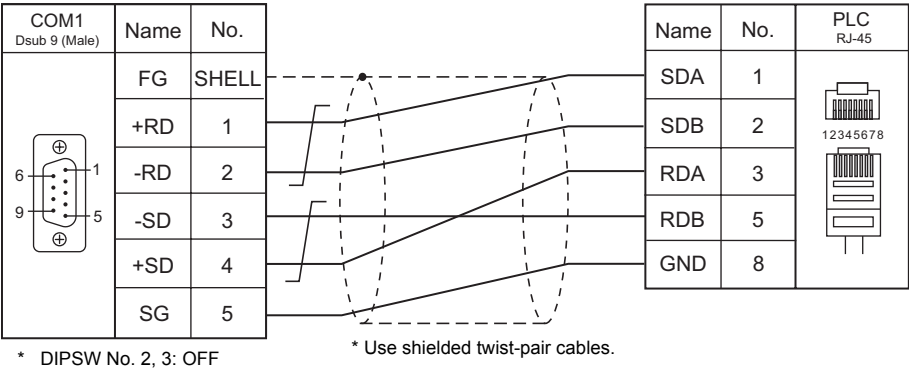 COM1
Dsub 9 (Male)
Name
No.
FG
SHELL
+RD
1
-RD
2
-SD
3
+SD
4
SG
5
6
1
9
5
Name
No.
PLC
RJ-45
SDA
1
SDB
2
RDA
3
RDB
5
GND
8
12345678
* DIPSW No. 2, 3: OFF
* Use shielded twist-pair cables.